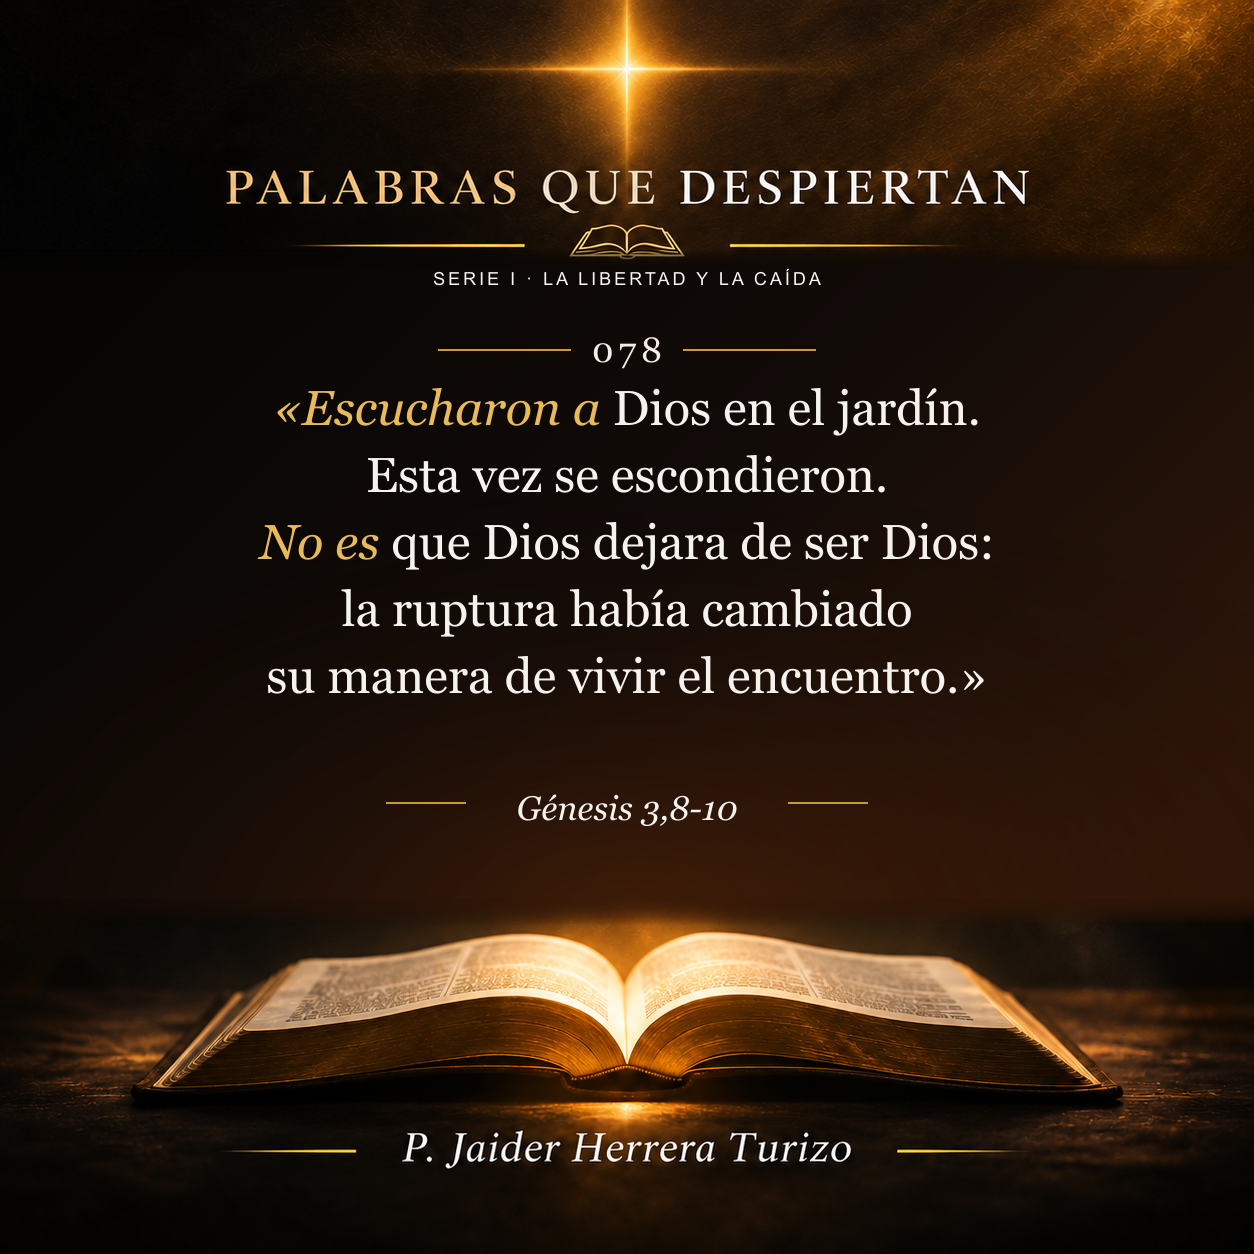 PALABRAS QUE DESPIERTAN
SERIE I · LA LIBERTAD Y LA CAÍDA
078
«Escucharon a Dios en el jardín.
Esta vez se escondieron.
No es que Dios dejara de ser Dios:
la ruptura había cambiado
su manera de vivir el encuentro.»
Génesis 3,8-10
P. Jaider Herrera Turizo